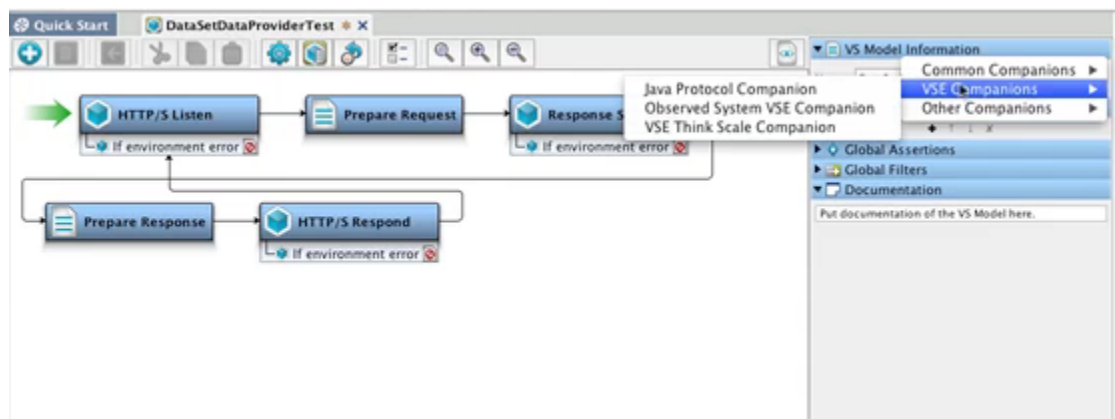 Quick Start
DataSetDataProviderTest
VS Model Information
Common Companions
VSE Companions
Other Companions
Java Protocol Companion
Observed System VSE Companion
VSE Think Scale Companion
HTTP/S Listen
Prepare Request
Response S
If environment error
If environment error
Global Assertions
Global Filters
Documentation
Put documentation of the VS Model here.
Prepare Response
HTTP/S Respond
If environment error